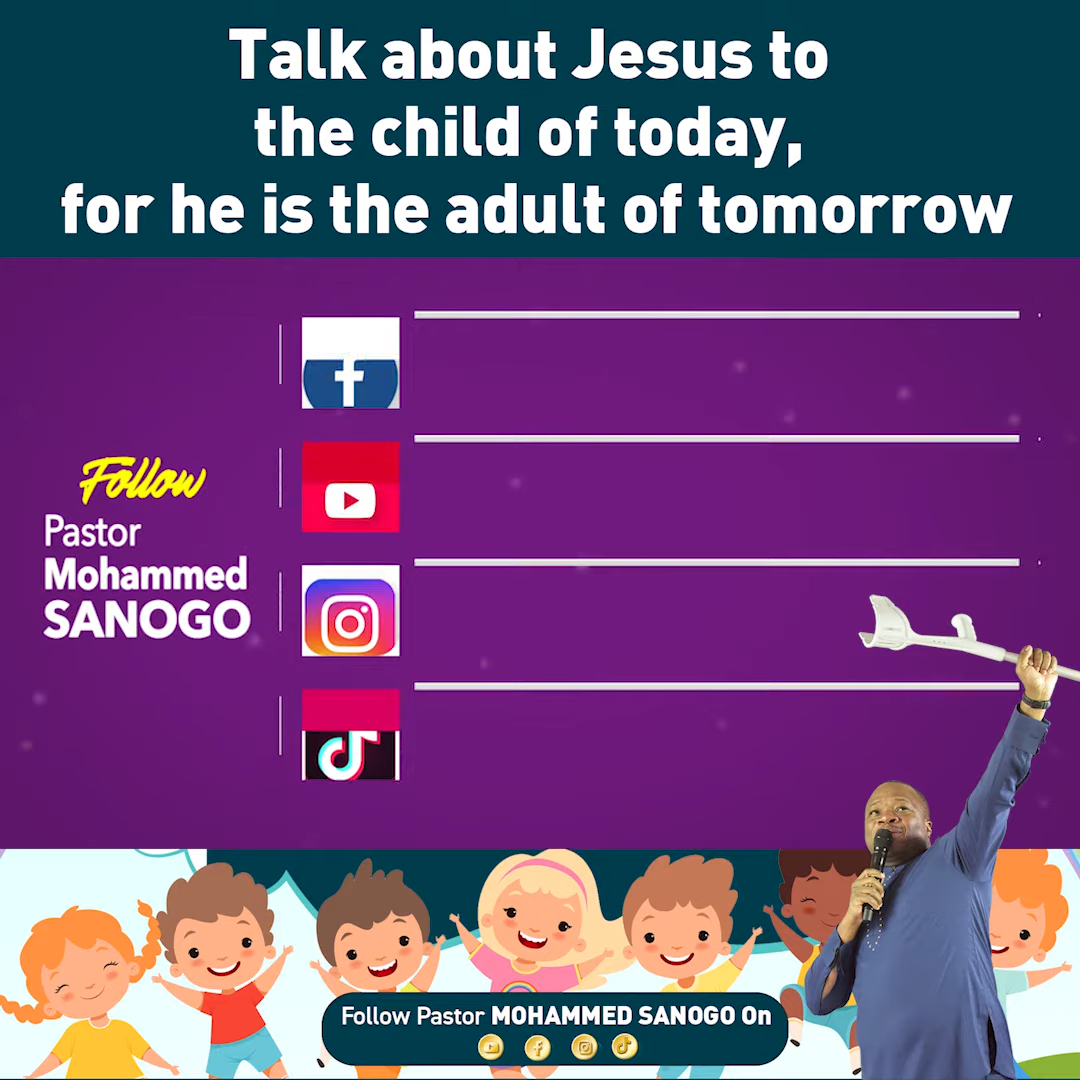 Talk about Jesus to
the child of today,
for he is the adult of tomorrow
Follow
Pastor
Mohammed
SANOGO
Follow Pastor MOHAMMED SANOGO On